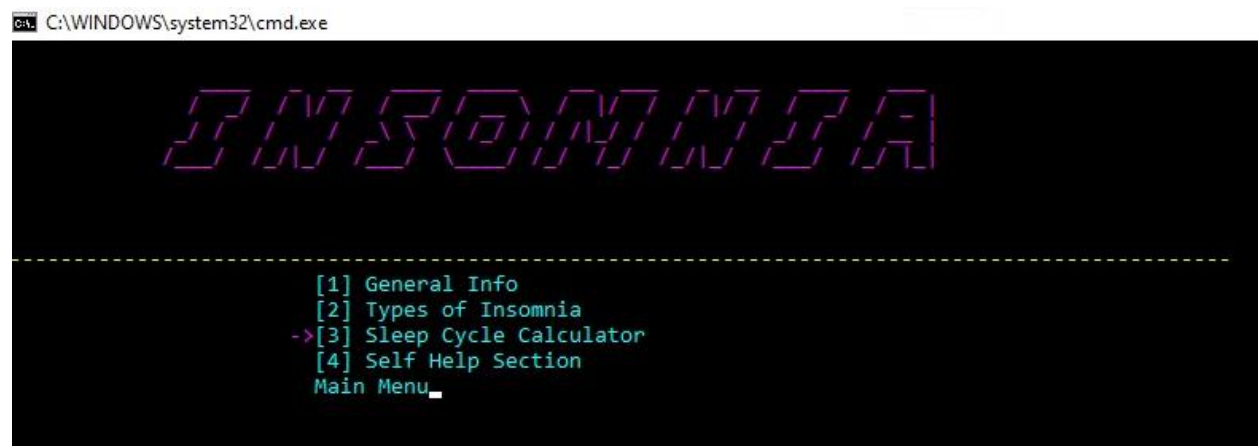 C:\WINDOWS\system32\cmd.exe
INSOMNIA
[1] General Info
[2] Types of Insomnia
->[3] Sleep Cycle Calculator
[4] Self Help Section
Main Menu